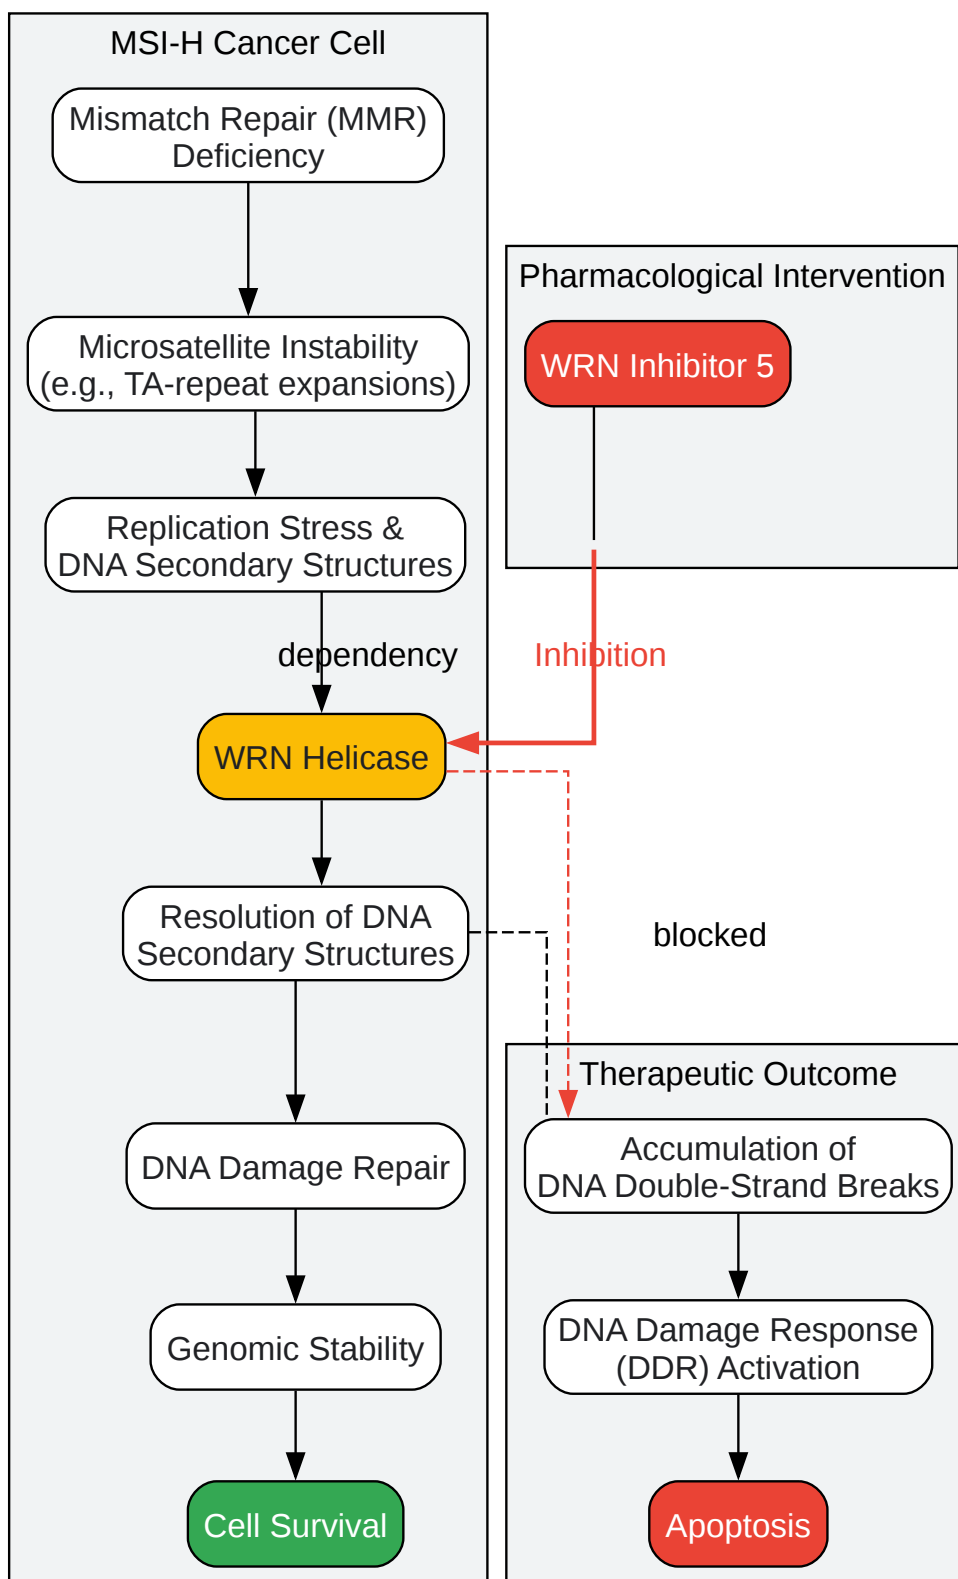 MSI-H Cancer Cell
Mismatch Repair (MMR)
Deficiency
Microsatellite Instability
(e.g., TA-repeat expansions)
Replication Stress &
DNA Secondary Structures
dependency
WRN Helicase
Resolution of DNA
Secondary Structures
DNA Damage Repair
Genomic Stability
Cell Survival
Pharmacological Intervention
WRN Inhibitor 5
Inhibition
blocked
Therapeutic Outcome
Accumulation of
DNA Double-Strand Breaks
DNA Damage Response
(DDR) Activation
Apoptosis